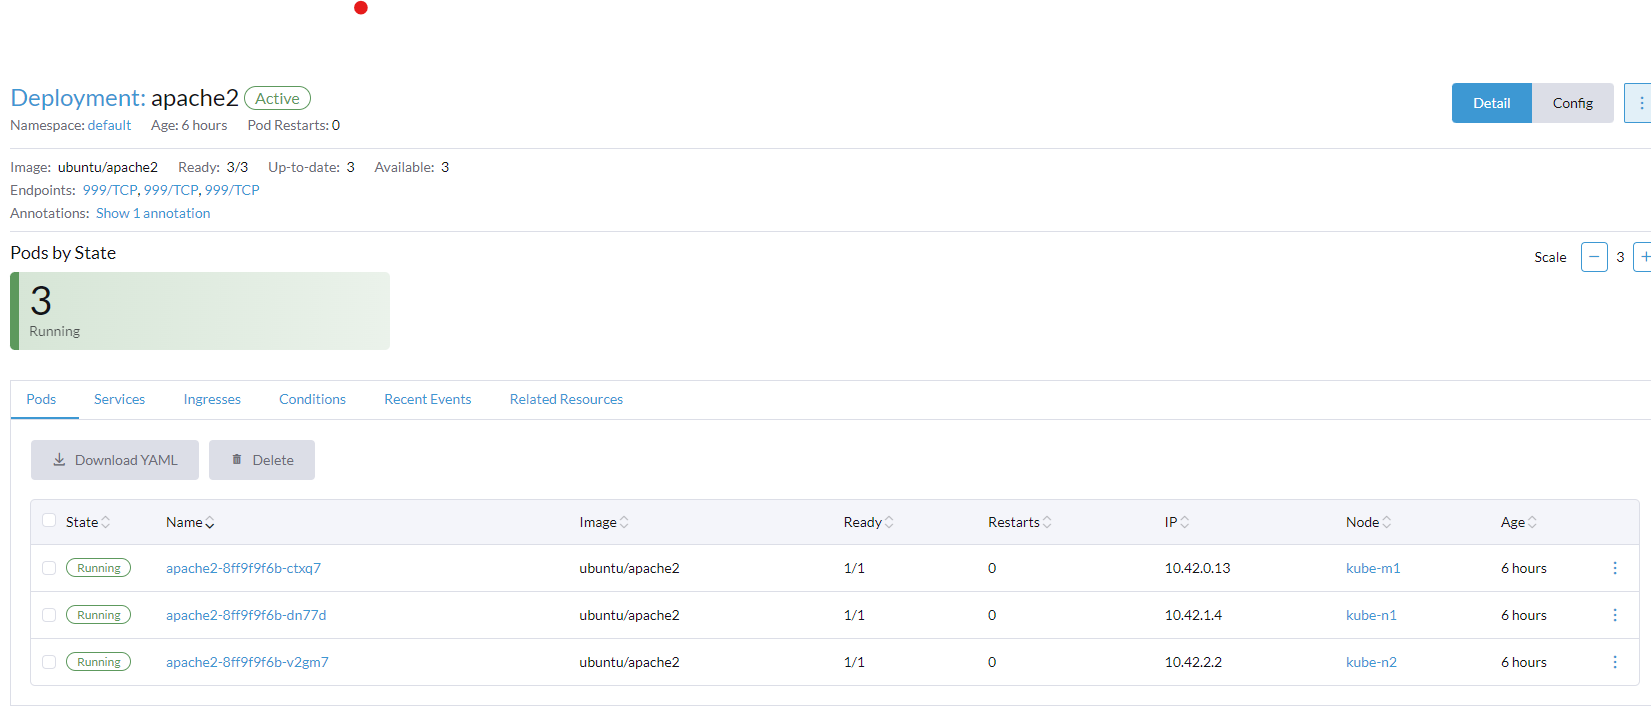 Deployment: apache2 Active
Detail Config
Namespace: default Age: 6 hours Pod Restarts: 0
Image: ubuntu/apache2 Ready: 3/3 Up-to-date: 3 Available: 3
Endpoints: 999/TCP, 999/TCP, 999/TCP
Annotations: Show 1 annotation
Pods by State
Scale − 3 +
3
Running
Pods Services Ingresses Conditions Recent Events Related Resources
Download YAML Delete
State Name Image Ready Restarts IP Node Age
Running apache2-8ff9f9f6b-ctxq7 ubuntu/apache2 1/1 0 10.42.0.13 kube-m1 6 hours
Running apache2-8ff9f9f6b-dn77d ubuntu/apache2 1/1 0 10.42.1.4 kube-n1 6 hours
Running apache2-8ff9f9f6b-v2gm7 ubuntu/apache2 1/1 0 10.42.2.2 kube-n2 6 hours